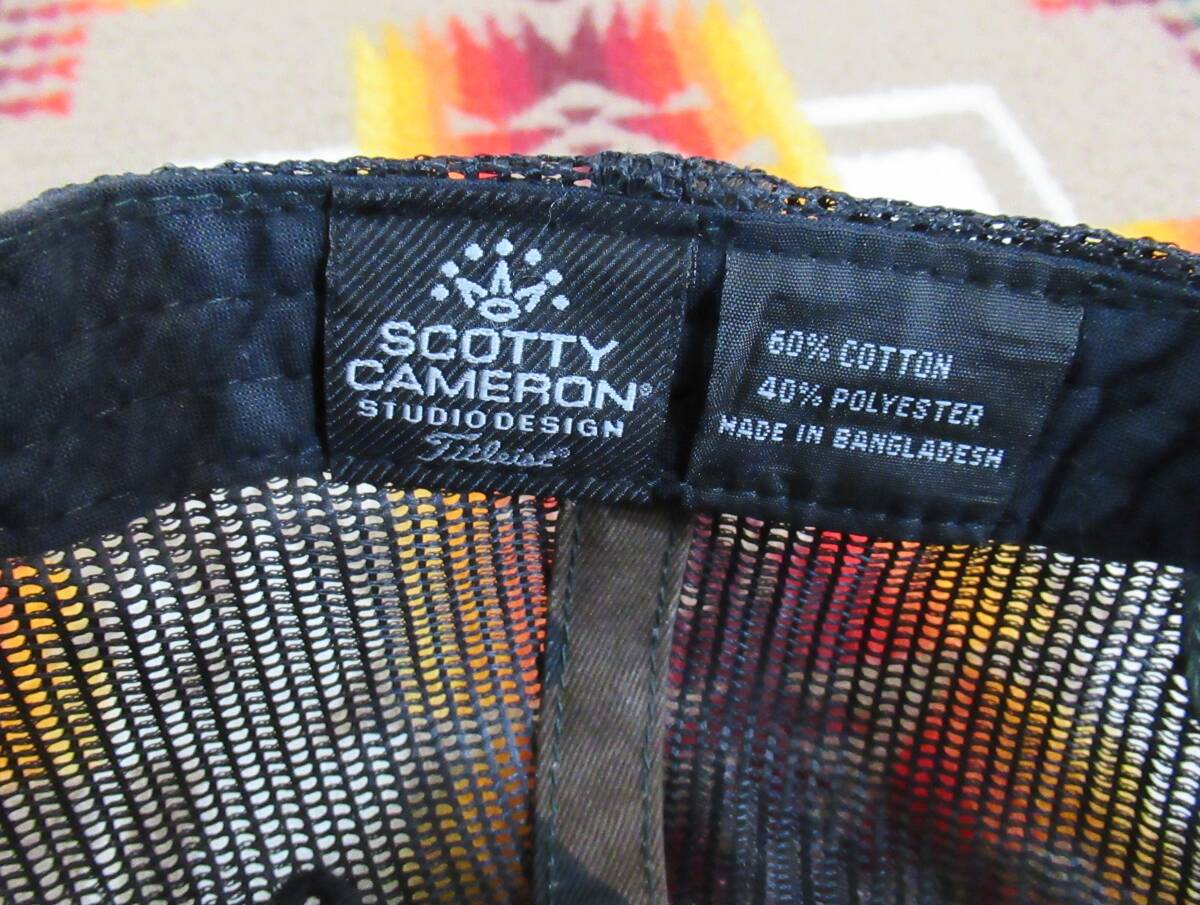 SCOTTY
CAMERON®
STUDIO DESIGN
Titleist®
60% COTTON
40% POLYESTER
MADE IN BANGLADESH